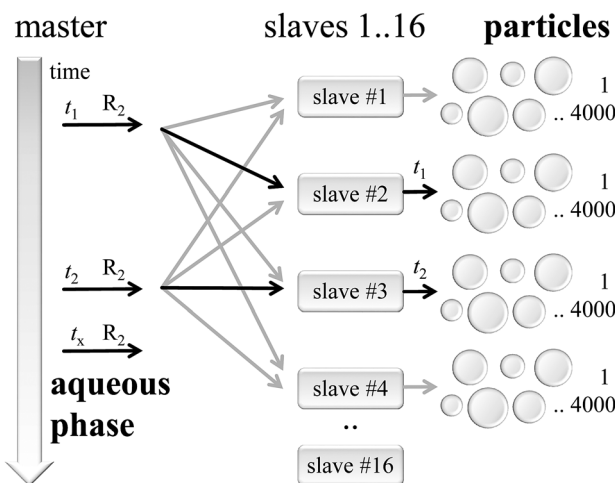 master
slaves 1..16
particles
time
t1 R2
slave #1
1
.. 4000
t1
slave #2
1
.. 4000
t2 R2
t2
slave #3
1
.. 4000
tx R2
aqueous
phase
slave #4
1
.. 4000
..
slave #16